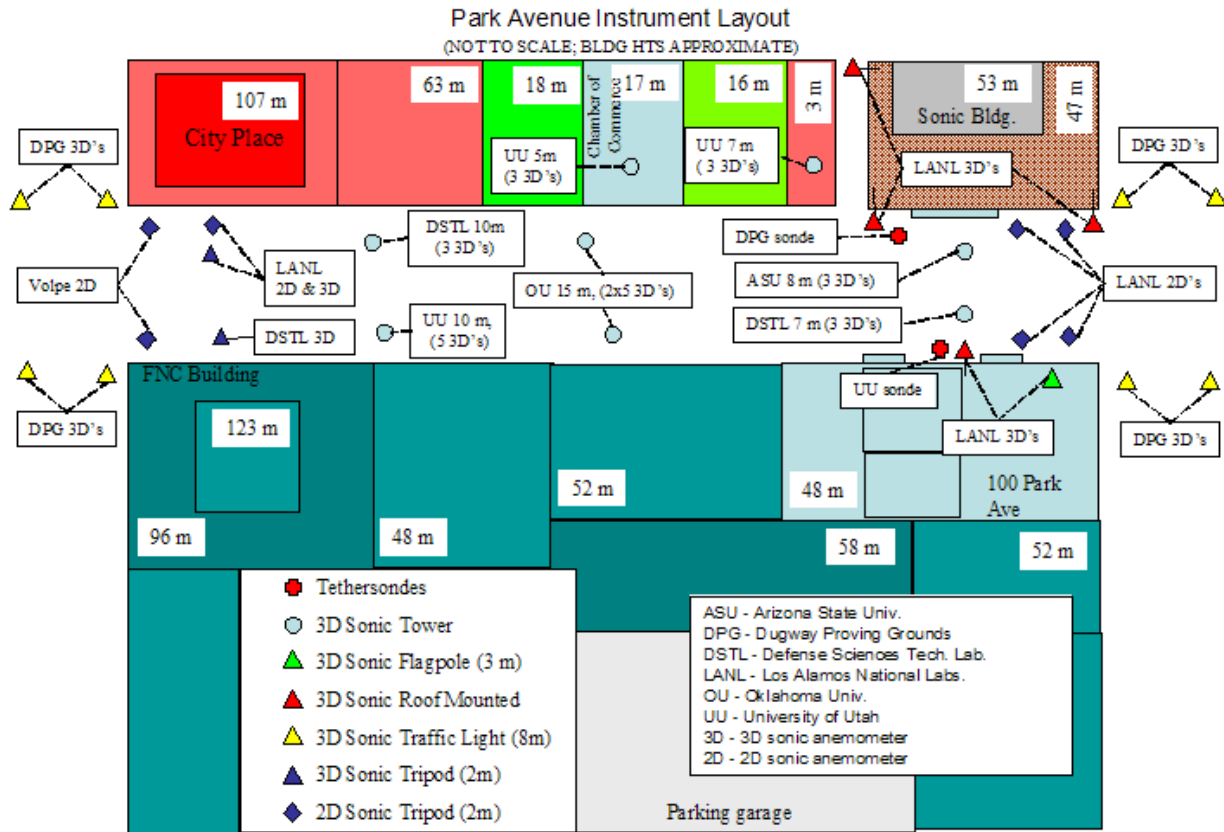 Park Avenue Instrument Layout
(NOT TO SCALE; BLDG HTS APPROXIMATE)
107 m
City Place
63 m
18 m
Chamber of
Commerce
17 m
16 m
3 m
53 m
Sonic Bldg.
47 m
DPG 3D's
UU 5m
(3 3D's)
UU 7 m
( 3 3D's)
LANL 3D's
DPG 3D's
Volpe 2D
LANL
2D & 3D
DSTL 10m
(3 3D's)
OU 15 m, (2x5 3D's)
DPG sonde
ASU 8 m (3 3D's)
LANL 2D's
DSTL 3D
UU 10 m,
(5 3D's)
DSTL 7 m (3 3D's)
DPG 3D's
FNC Building
123 m
96 m
48 m
52 m
UU sonde
48 m
LANL 3D's
100 Park
Ave
DPG 3D's
58 m
52 m
Tethersondes
3D Sonic Tower
3D Sonic Flagpole (3 m)
3D Sonic Roof Mounted
3D Sonic Traffic Light (8m)
3D Sonic Tripod (2m)
2D Sonic Tripod (2m)
ASU - Arizona State Univ.
DPG - Dugway Proving Grounds
DSTL - Defense Sciences Tech. Lab.
LANL - Los Alamos National Labs.
OU - Oklahoma Univ.
UU - University of Utah
3D - 3D sonic anemometer
2D - 2D sonic anemometer
Parking garage